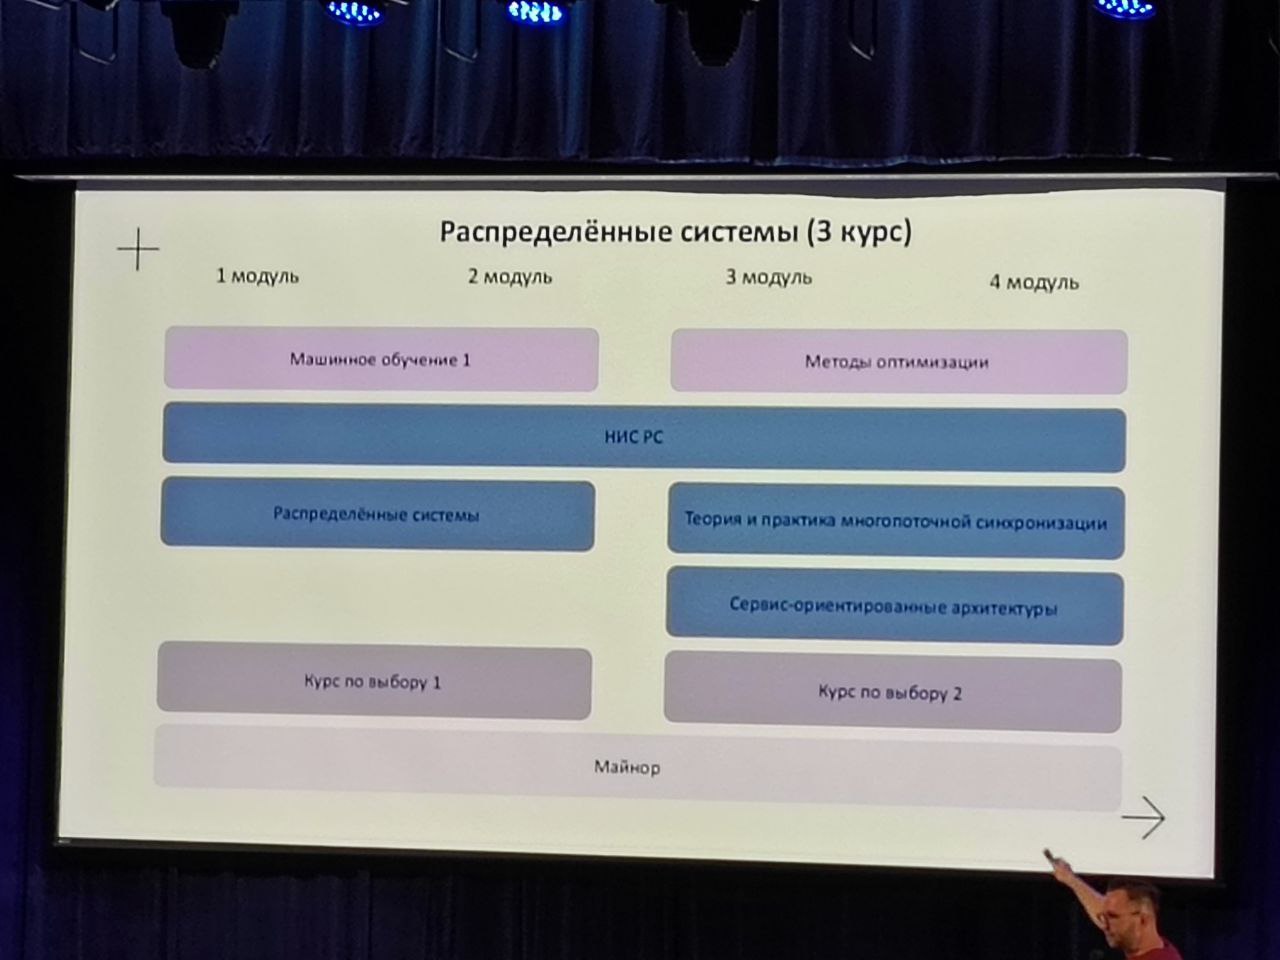 Распределённые системы (3 курс)
1 модуль
2 модуль
3 модуль
4 модуль
Машинное обучение 1
Методы оптимизации
НИС РС
Распределённые системы
Теория и практика многопоточной синхронизации
Сервис-ориентированные архитектуры
Курс по выбору 1
Курс по выбору 2
Майнор